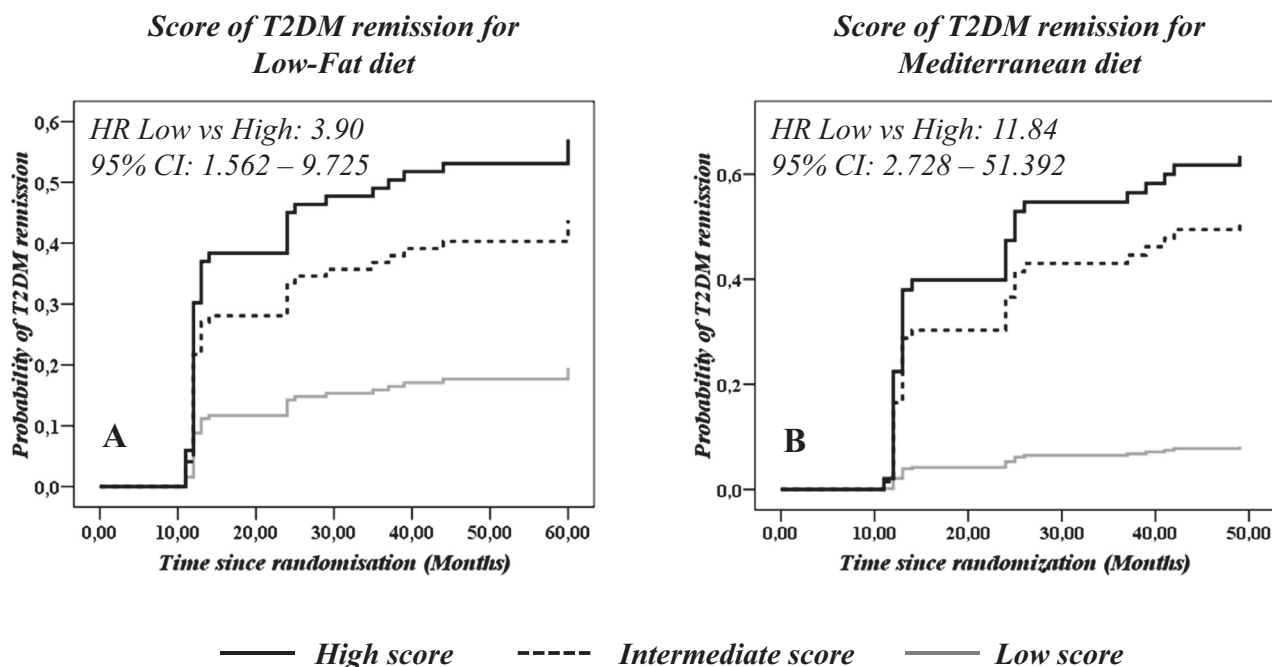 Score of T2DM remission for
Low-Fat diet
HR Low vs High: 3.90
95% CI: 1.562 – 9.725
Probability of T2DM remission
0,6
0,5
0,4
0,3
0,2
0,1
0,0
A
0,00 10,00 20,00 30,00 40,00 50,00 60,00
Time since randomisation (Months)
Score of T2DM remission for
Mediterranean diet
HR Low vs High: 11.84
95% CI: 2.728 – 51.392
Probability of T2DM remission
0,6
0,4
0,2
0,0
B
0,00 10,00 20,00 30,00 40,00 50,00
Time since randomization (Months)
High score Intermediate score Low score